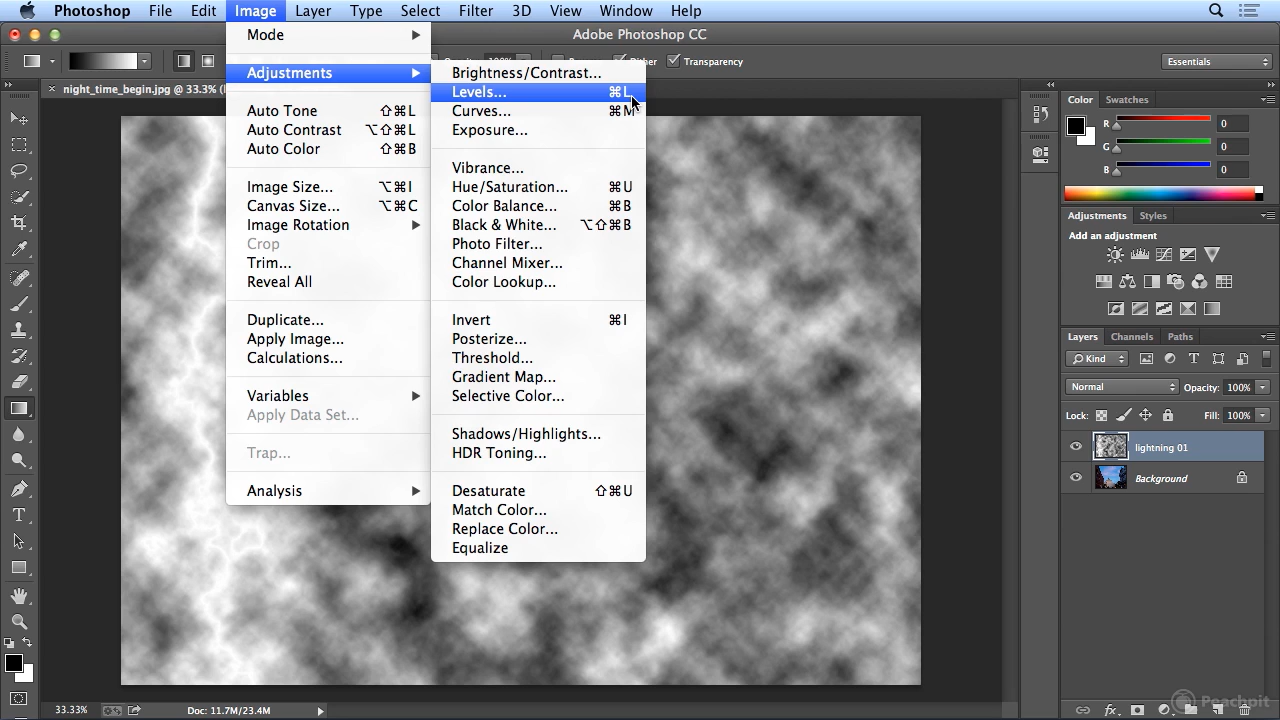 Photoshop File Edit Image Layer Type Select Filter 3D View Window Help
Adobe Photoshop CC
Transparency
Essentials
night_time_begin.jpg @ 33.3%
Mode
Adjustments
Auto Tone ⇧⌘L
Auto Contrast ⌥⇧⌘L
Auto Color ⇧⌘B
Image Size... ⌥⌘I
Canvas Size... ⌥⌘C
Image Rotation
Crop
Trim...
Reveal All
Duplicate...
Apply Image...
Calculations...
Variables
Apply Data Set...
Trap...
Analysis
Brightness/Contrast...
Levels... ⌘L
Curves... ⌘M
Exposure...
Vibrance...
Hue/Saturation... ⌘U
Color Balance... ⌘B
Black & White... ⌥⇧⌘B
Photo Filter...
Channel Mixer...
Color Lookup...
Invert ⌘I
Posterize...
Threshold...
Gradient Map...
Selective Color...
Shadows/Highlights...
HDR Toning...
Desaturate ⇧⌘U
Match Color...
Replace Color...
Equalize
Color Swatches
R 0
G 0
B 0
Adjustments Styles
Add an adjustment
Layers Channels Paths
Kind
Normal Opacity: 100%
Lock: Fill: 100%
lightning 01
Background
33.33% Doc: 11.7M/23.4M
Peachpit